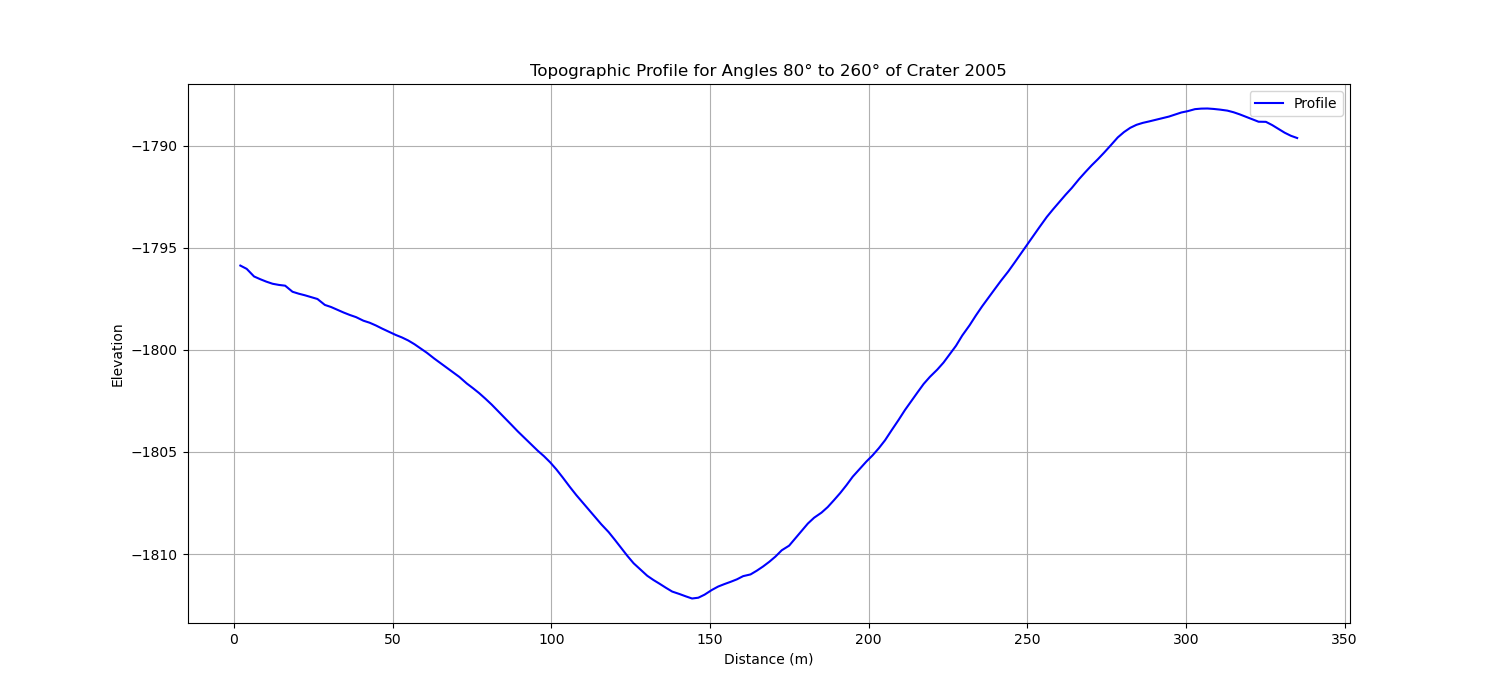 Topographic Profile for Angles 80° to 260° of Crater 2005
Profile
−1790
−1795
−1800
−1805
−1810
Elevation
0 50 100 150 200 250 300 350
Distance (m)